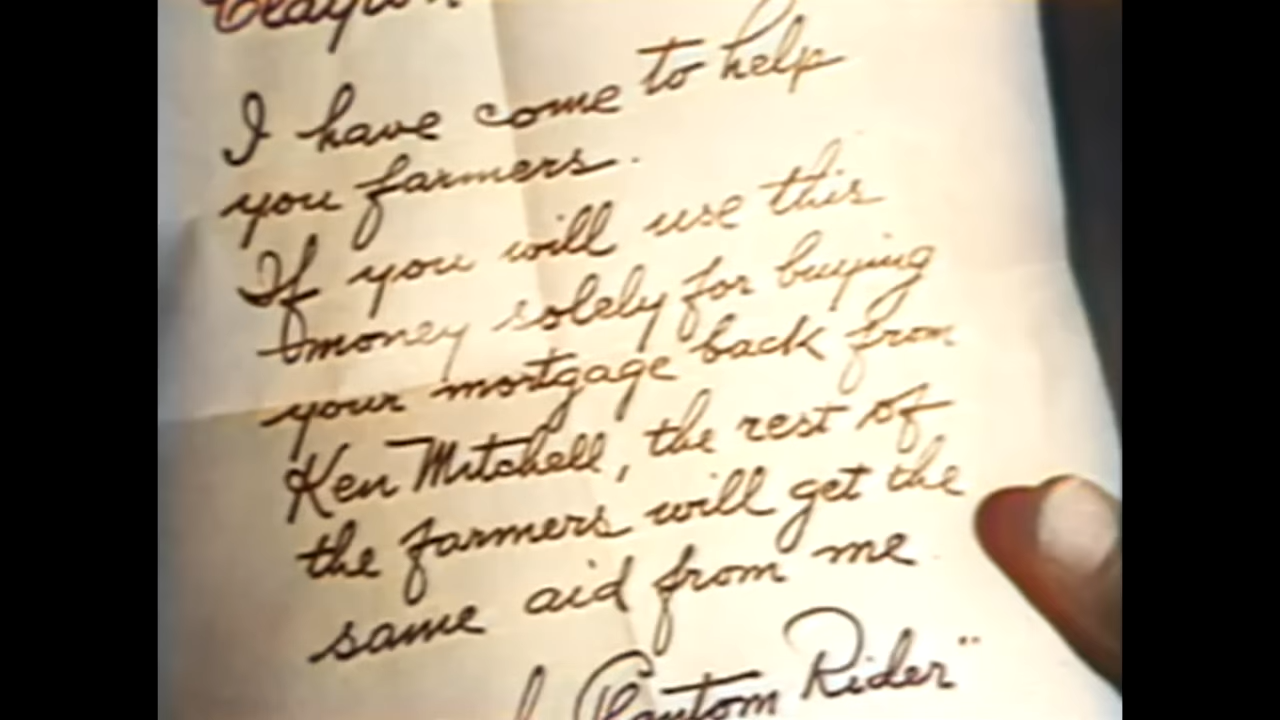 Clayton
I have come to help
you farmers.
If you will use this
money solely for buying
your mortgage back from
Ken Mitchell, the rest of
the farmers will get the
same aid from me
Phantom Rider"